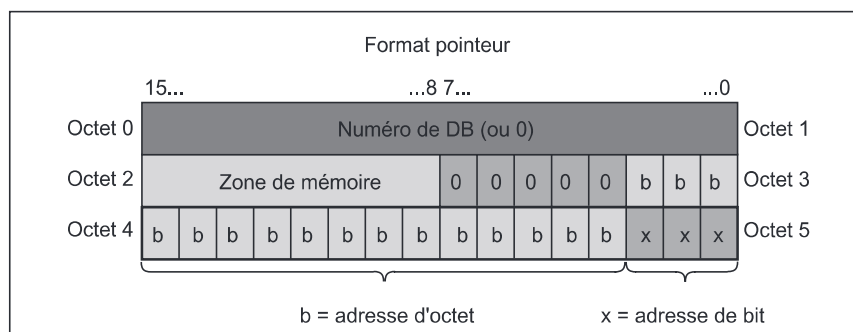 Format pointeur
15... ...8 7... ...0
Octet 0 Numéro de DB (ou 0) Octet 1
Octet 2 Zone de mémoire 0 0 0 0 0 b b b Octet 3
Octet 4 b b b b b b b b b b b b b x x x Octet 5
b = adresse d'octet x = adresse de bit